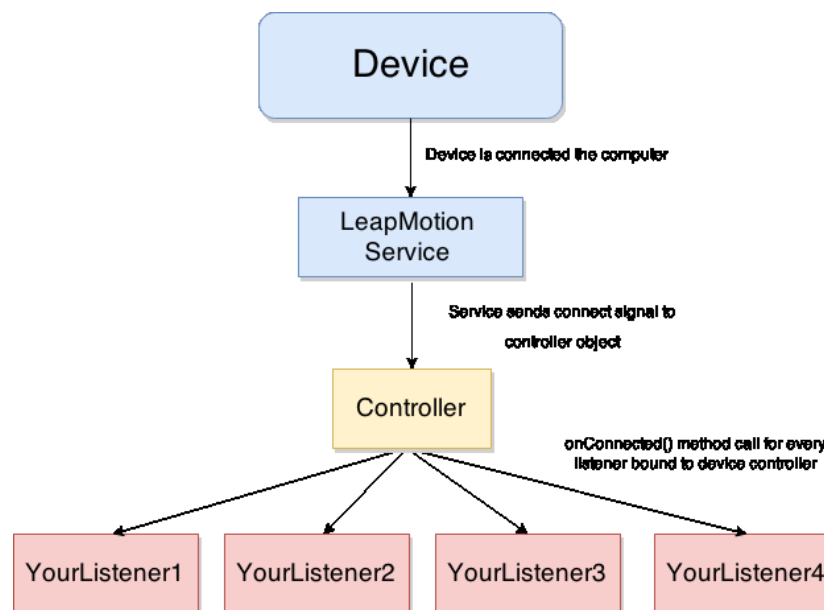 Device
Device is connected the computer
LeapMotion
Service
Service sends connect signal to
controller object
Controller
onConnected() method call for every
listener bound to device controller
YourListener1
YourListener2
YourListener3
YourListener4